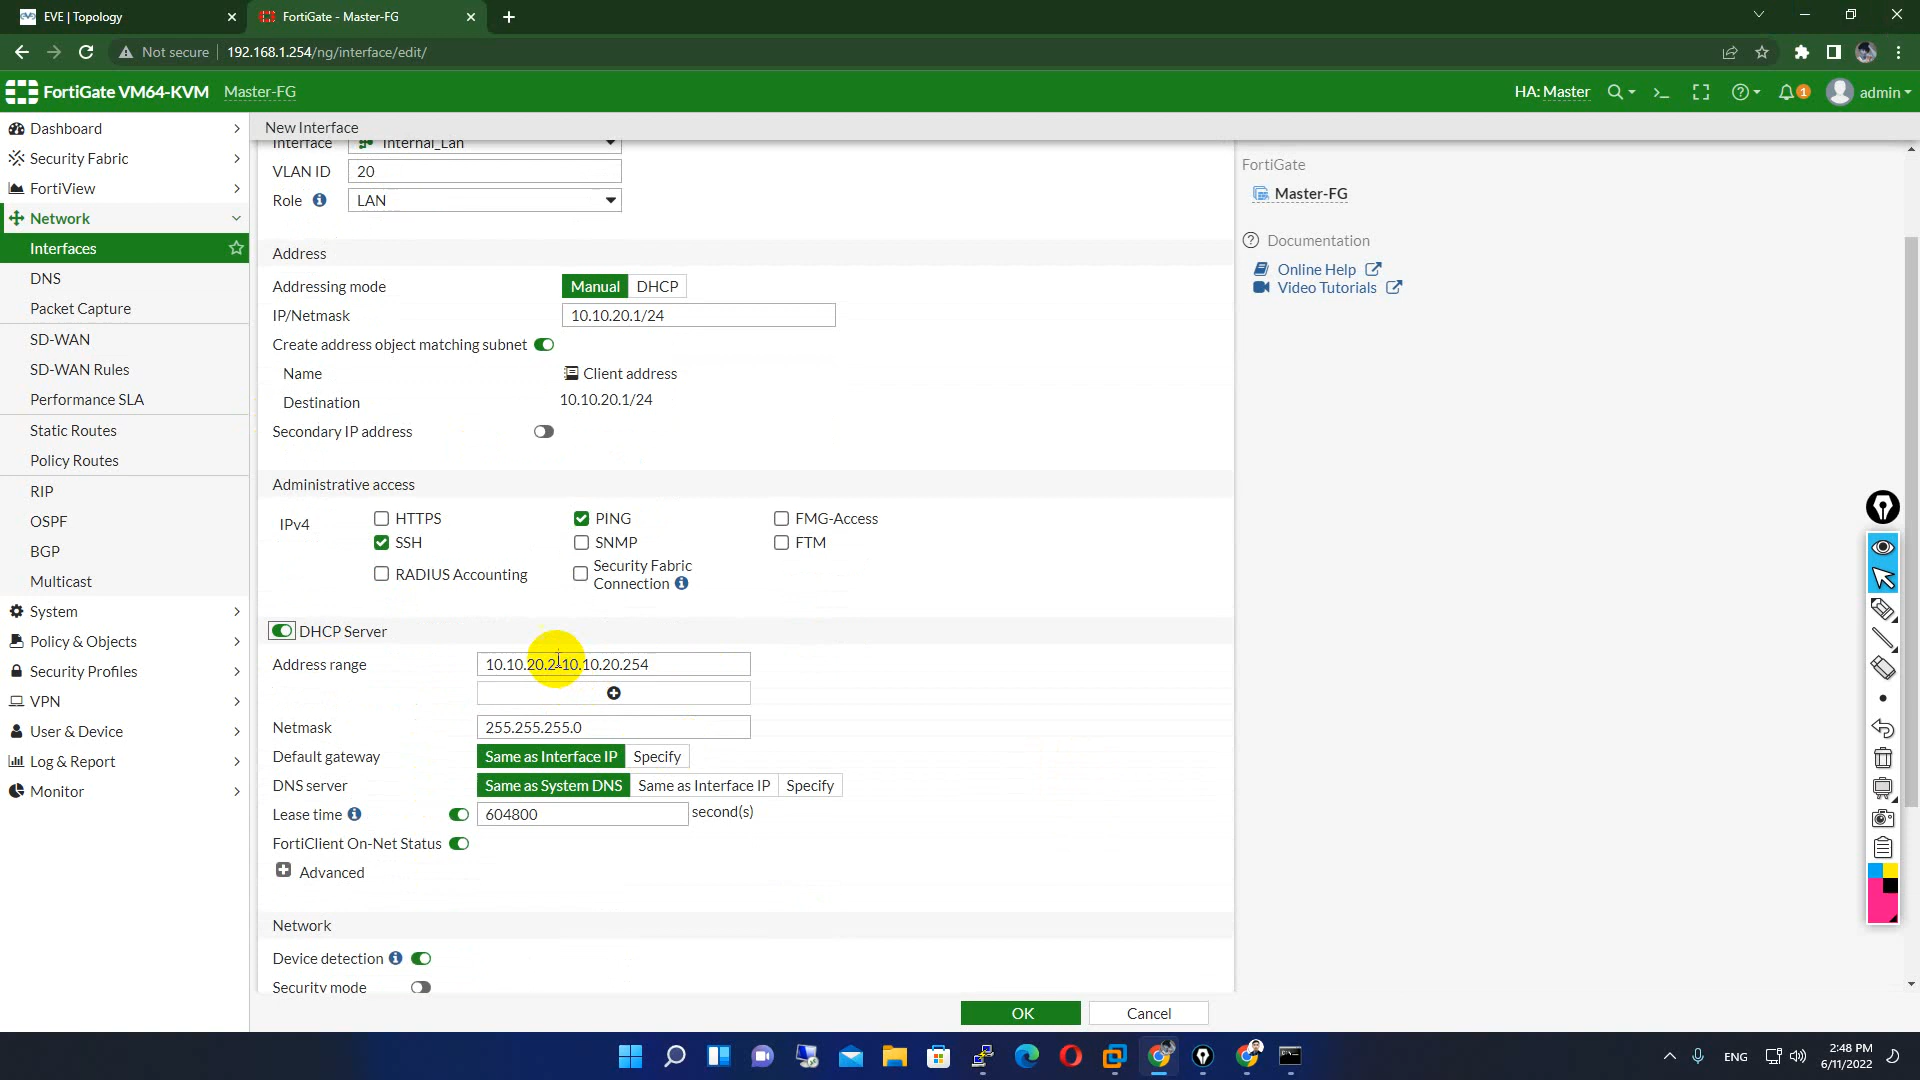 EVE | Topology
FortiGate - Master-FG
Not secure 192.168.1.254/ng/interface/edit/
FortiGate VM64-KVM Master-FG
HA: Master
1
admin
Dashboard
Security Fabric
FortiView
Network
Interfaces
DNS
Packet Capture
SD-WAN
SD-WAN Rules
Performance SLA
Static Routes
Policy Routes
RIP
OSPF
BGP
Multicast
System
Policy & Objects
Security Profiles
VPN
User & Device
Log & Report
Monitor
New Interface
Interface Internal_Lan
VLAN ID 20
Role LAN
Address
Addressing mode Manual DHCP
IP/Netmask 10.10.20.1/24
Create address object matching subnet
Name Client address
Destination 10.10.20.1/24
Secondary IP address
Administrative access
IPv4
HTTPS PING FMG-Access
SSH SNMP FTM
RADIUS Accounting Security Fabric
Connection
DHCP Server
Address range 10.10.20.2-10.10.20.254
Netmask 255.255.255.0
Default gateway Same as Interface IP Specify
DNS server Same as System DNS Same as Interface IP Specify
Lease time 604800 second(s)
FortiClient On-Net Status
Advanced
Network
Device detection
Security mode
OK Cancel
FortiGate
Master-FG
Documentation
Online Help
Video Tutorials
ENG
2:48 PM
6/11/2022